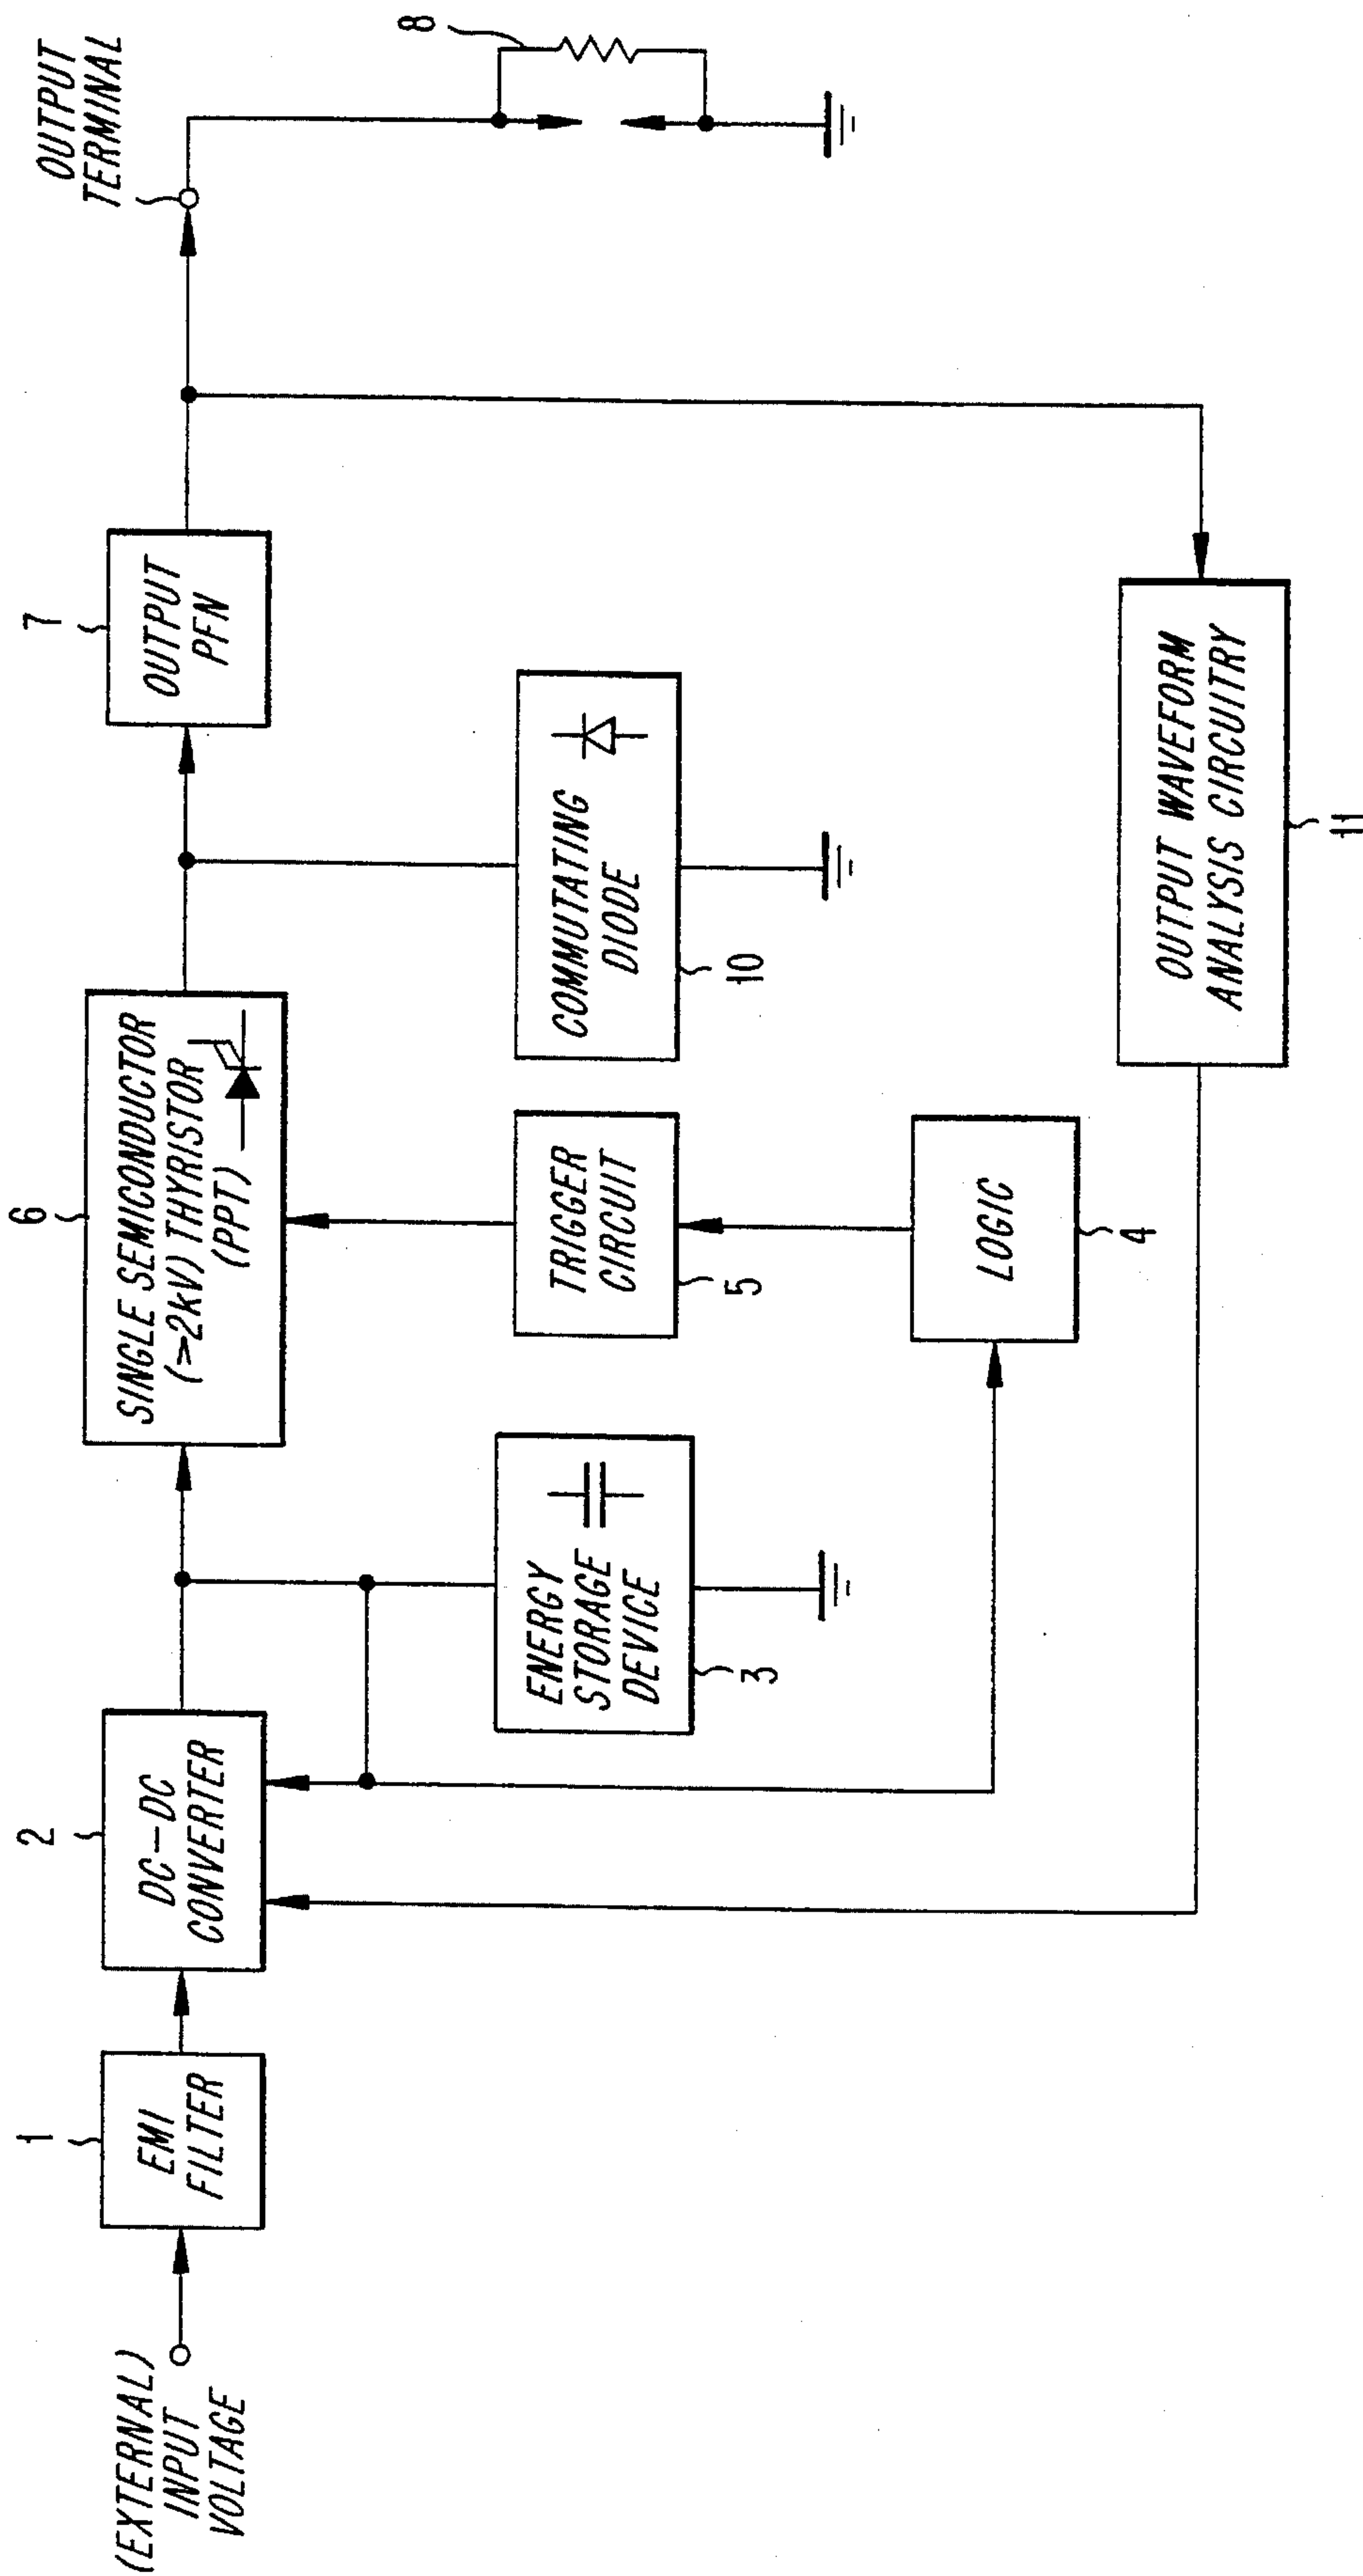 (EXTERNAL)
INPUT
VOLTAGE
1
EMI
FILTER
2
DC-DC
CONVERTER
6
SINGLE SEMICONDUCTOR
(≥2kV) THYRISTOR
(PPT)
7
OUTPUT
PFN
OUTPUT
TERMINAL
8
ENERGY
STORAGE
DEVICE
3
TRIGGER
CIRCUIT
5
COMMUTATING
DIODE
10
LOGIC
4
OUTPUT WAVEFORM
ANALYSIS CIRCUITRY
11